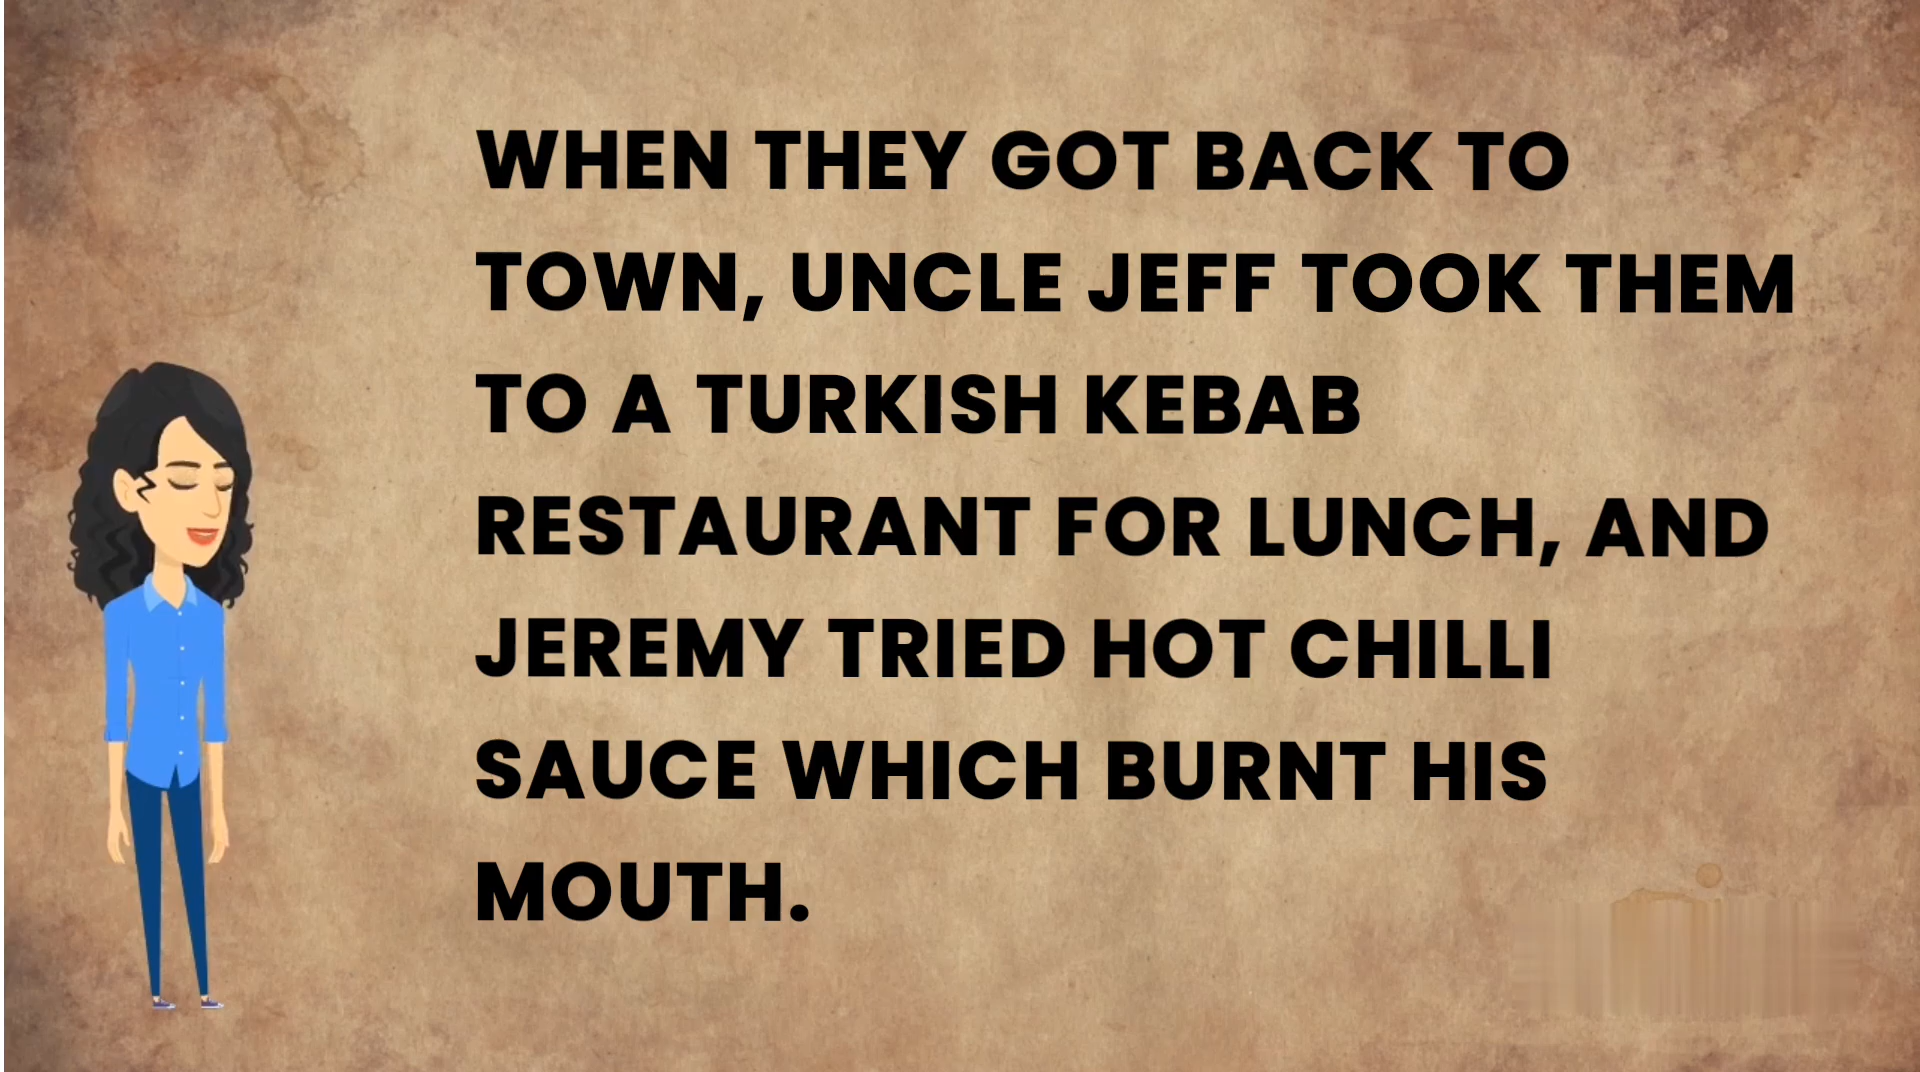 WHEN THEY GOT BACK TO
TOWN, UNCLE JEFF TOOK THEM
TO A TURKISH KEBAB
RESTAURANT FOR LUNCH, AND
JEREMY TRIED HOT CHILLI
SAUCE WHICH BURNT HIS
MOUTH.